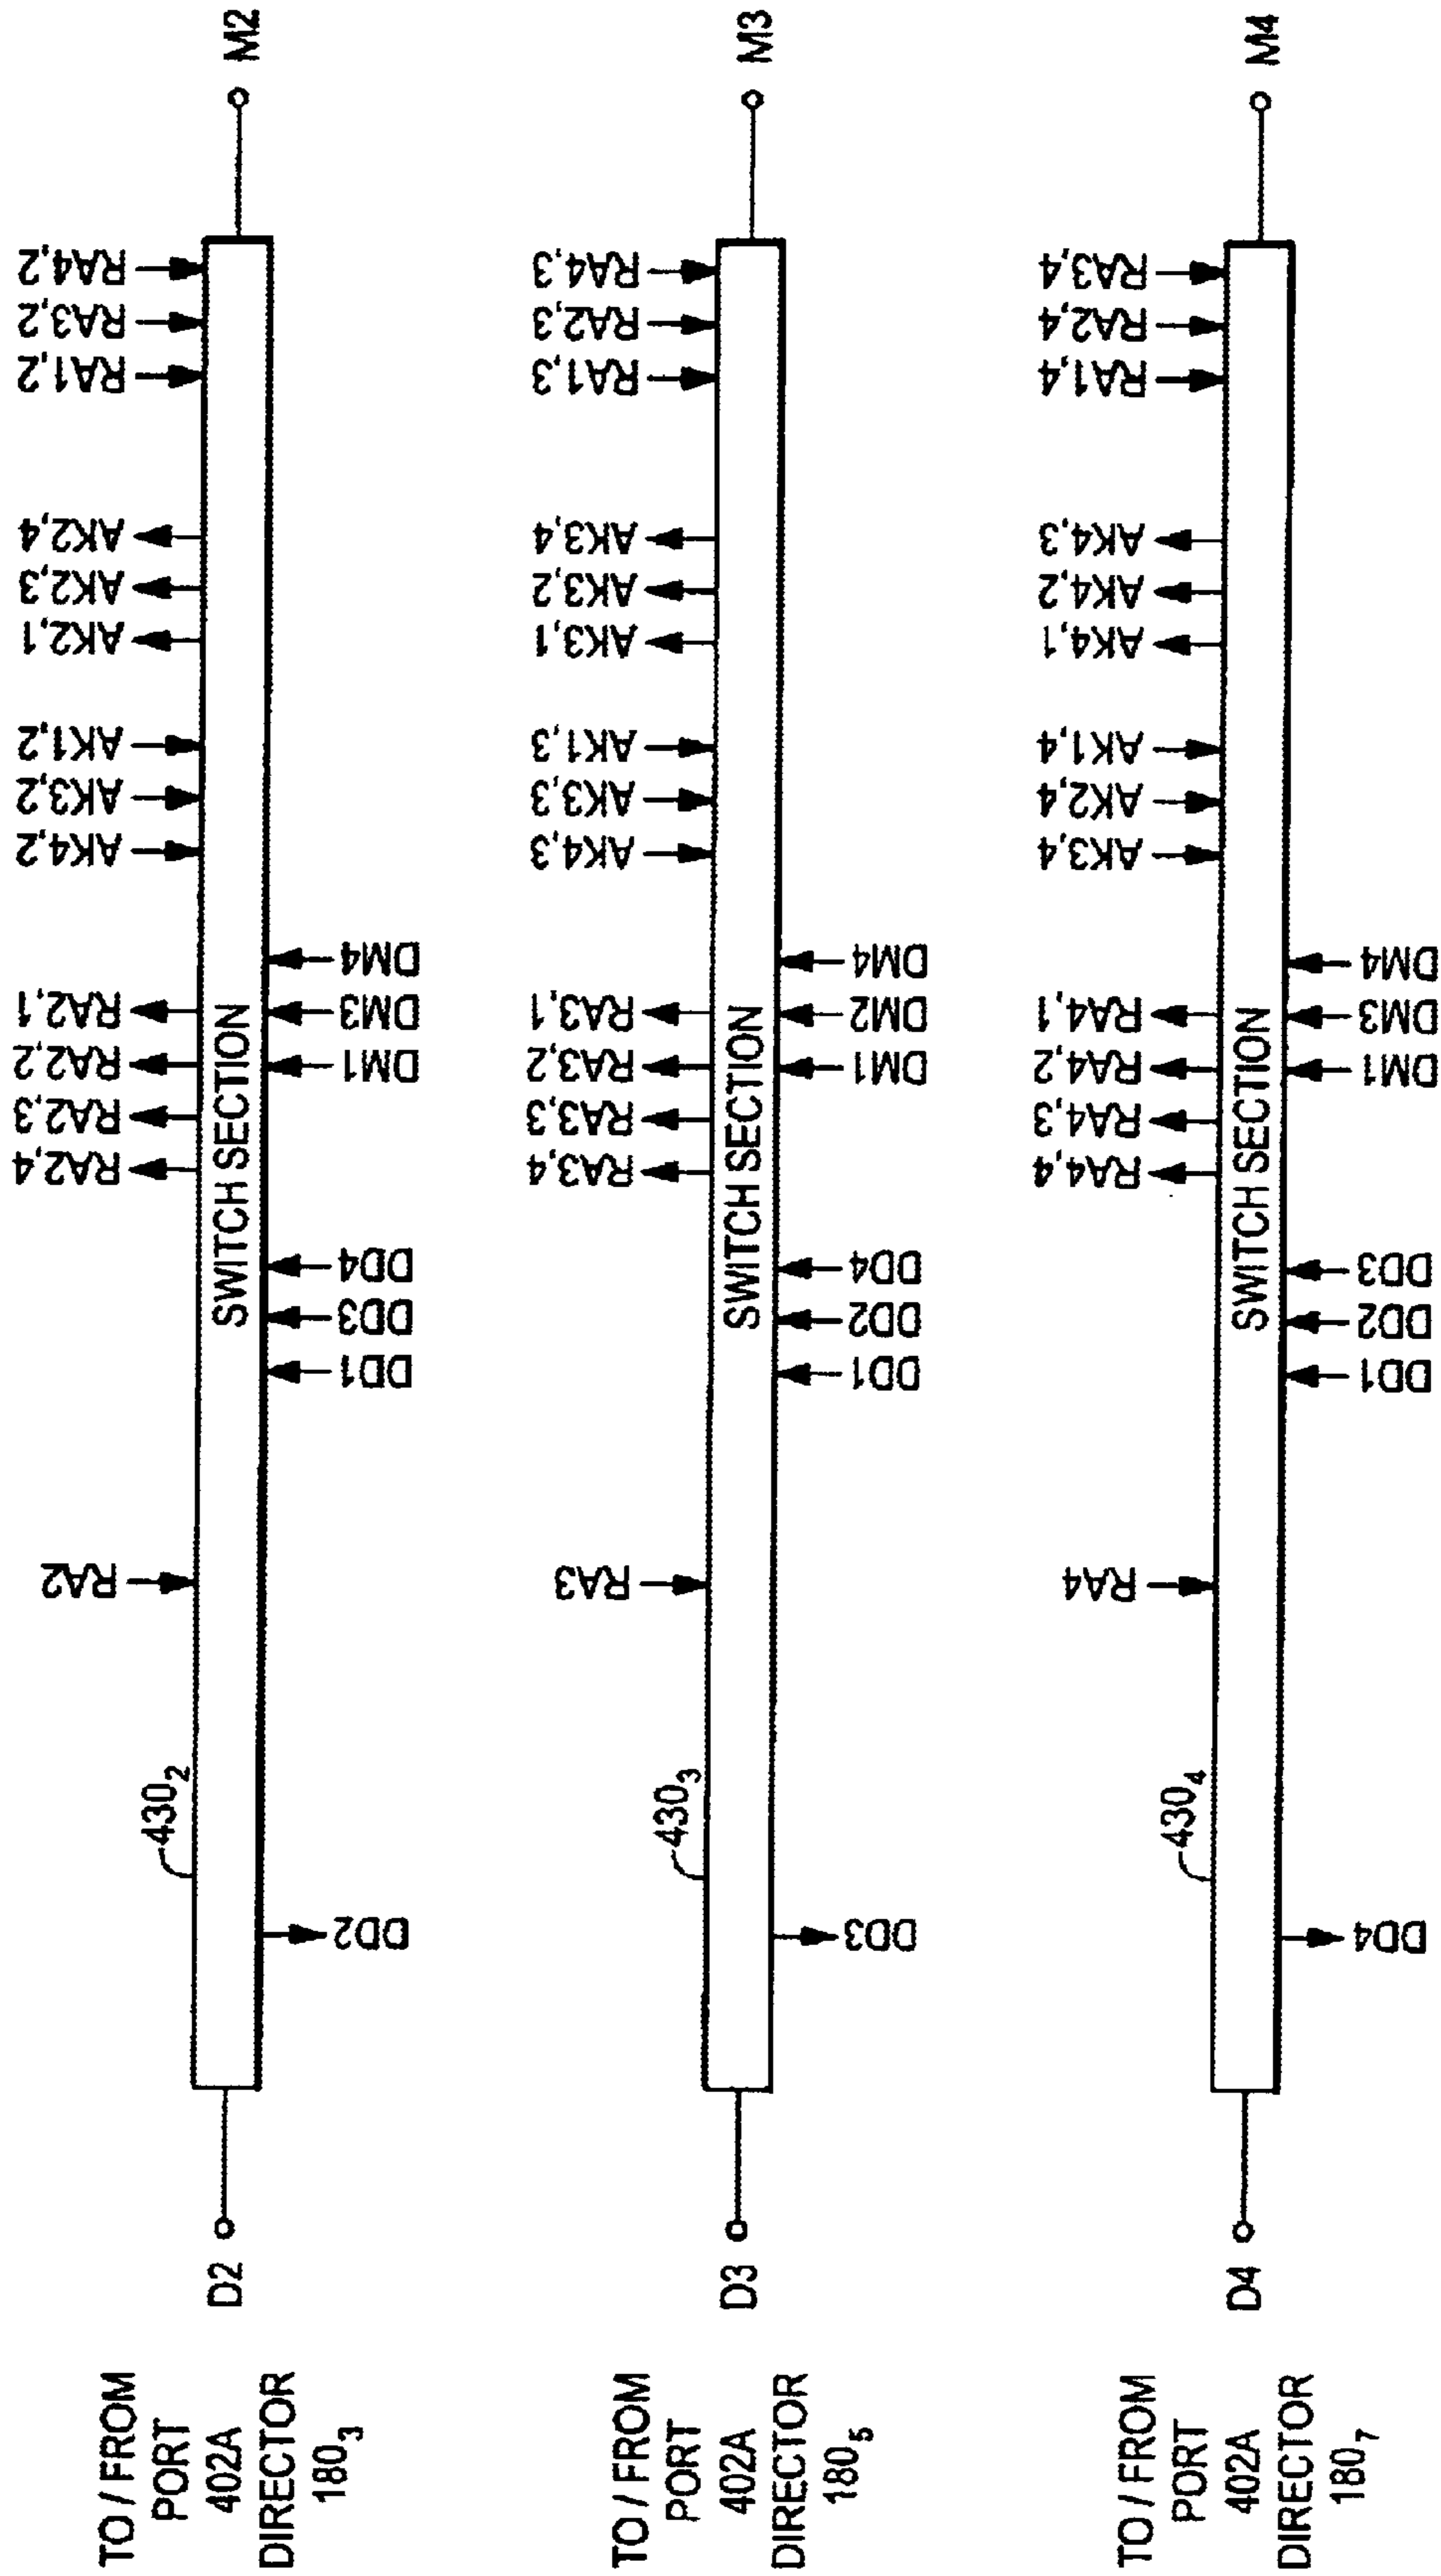 TO / FROM
PORT
402A
DIRECTOR
180₃
D2
430₂
SWITCH SECTION
M2
DD2
RA2
DD1
DD3
DD4
RA2,4
RA2,3
RA2,2
RA2,1
DM1
DM3
DM4
AK4,2
AK3,2
AK1,2
AK2,1
AK2,3
AK2,4
RA1,2
RA3,2
RA4,2
TO / FROM
PORT
402A
DIRECTOR
180₅
D3
430₃
SWITCH SECTION
M3
DD3
RA3
DD1
DD2
DD4
RA3,4
RA3,3
RA3,2
RA3,1
DM1
DM2
DM4
AK4,3
AK3,3
AK1,3
AK3,1
AK3,2
AK3,4
RA1,3
RA2,3
RA4,3
TO / FROM
PORT
402A
DIRECTOR
180₇
D4
430₄
SWITCH SECTION
M4
DD4
RA4
DD1
DD2
DD3
RA4,4
RA4,3
RA4,2
RA4,1
DM1
DM3
DM4
AK3,4
AK2,4
AK1,4
AK4,1
AK4,2
AK4,3
RA1,4
RA2,4
RA3,4